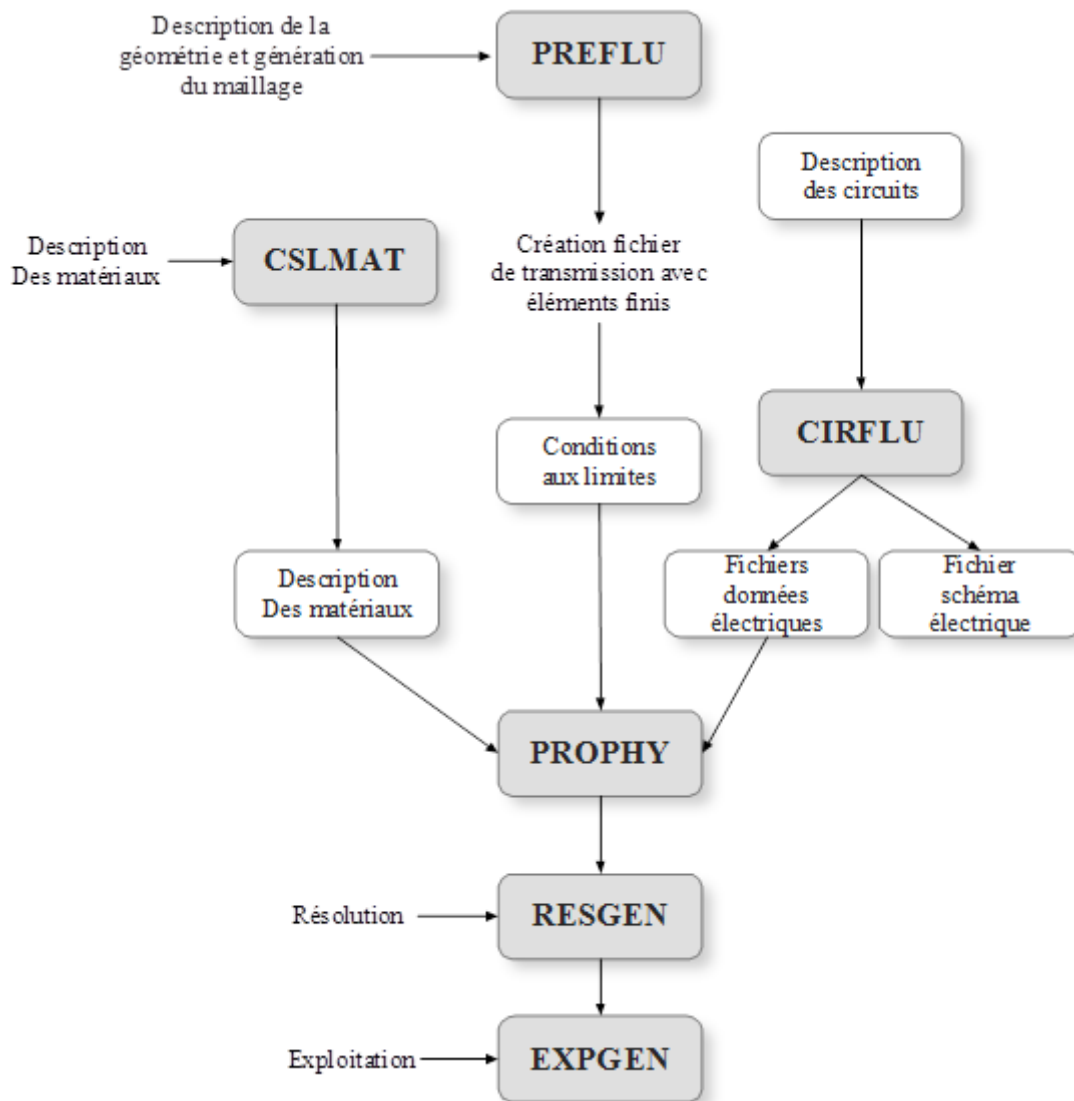 Description de la
géométrie et génération
du maillage
PREFLU
Description
des circuits
Description
Des matériaux
CSLMAT
Création fichier
de transmission avec
éléments finis
CIRFLU
Conditions
aux limites
Description
Des matériaux
Fichiers
données
électriques
Fichier
schéma
électrique
PROPHY
Résolution
RESGEN
Exploitation
EXPGEN